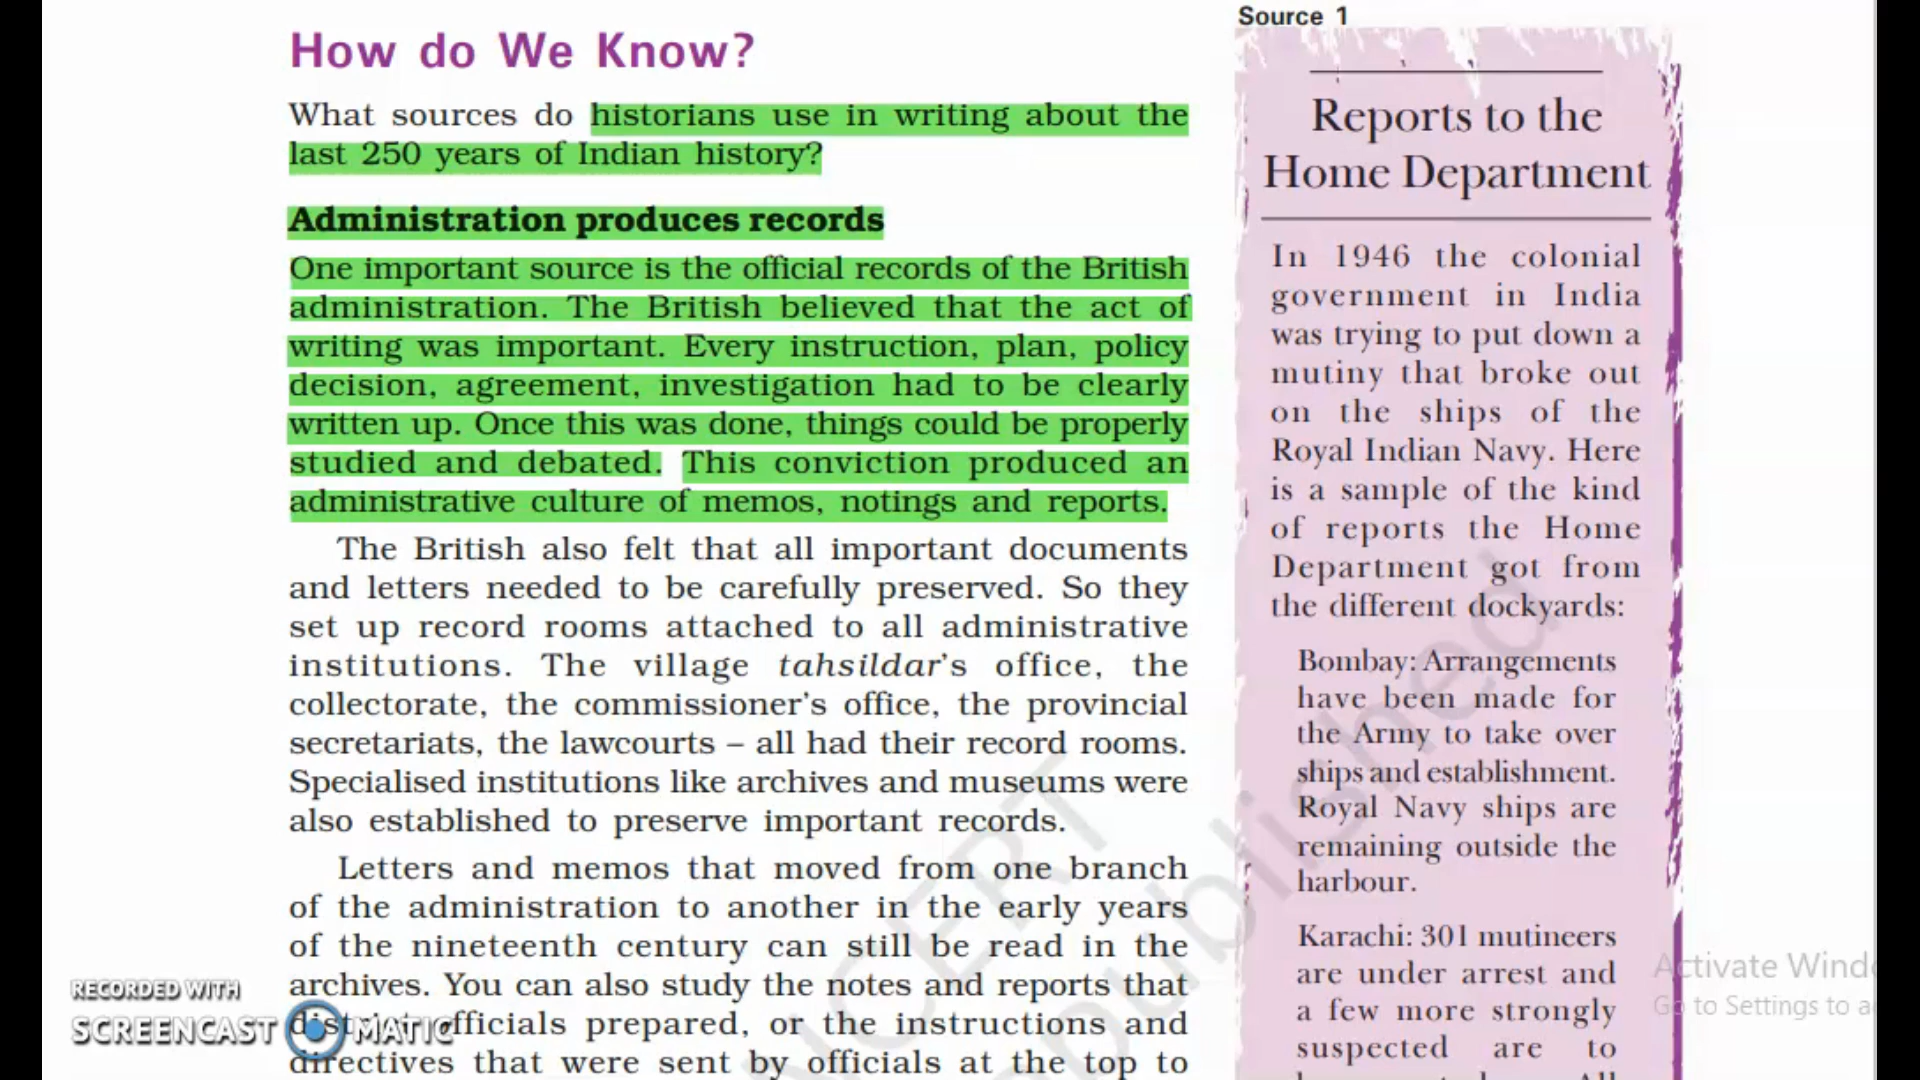 How do We Know?
What sources do historians use in writing about the
last 250 years of Indian history?
Administration produces records
One important source is the official records of the British
administration. The British believed that the act of
writing was important. Every instruction, plan, policy
decision, agreement, investigation had to be clearly
written up. Once this was done, things could be properly
studied and debated. This conviction produced an
administrative culture of memos, notings and reports.
The British also felt that all important documents
and letters needed to be carefully preserved. So they
set up record rooms attached to all administrative
institutions. The village tahsildar's office, the
collectorate, the commissioner's office, the provincial
secretariats, the lawcourts – all had their record rooms.
Specialised institutions like archives and museums were
also established to preserve important records.
Letters and memos that moved from one branch
of the administration to another in the early years
of the nineteenth century can still be read in the
archives. You can also study the notes and reports that
officials prepared, or the instructions and
directives that were sent by officials at the top to
Source 1
Reports to the
Home Department
In 1946 the colonial
government in India
was trying to put down a
mutiny that broke out
on the ships of the
Royal Indian Navy. Here
is a sample of the kind
of reports the Home
Department got from
the different dockyards:
Bombay: Arrangements
have been made for
the Army to take over
ships and establishment.
Royal Navy ships are
remaining outside the
harbour.
Karachi: 301 mutineers
are under arrest and
a few more strongly
suspected are to
All
NCERT
published
RECORDED WITH
SCREENCAST MATIC
Activate Wind
Go to Settings to a